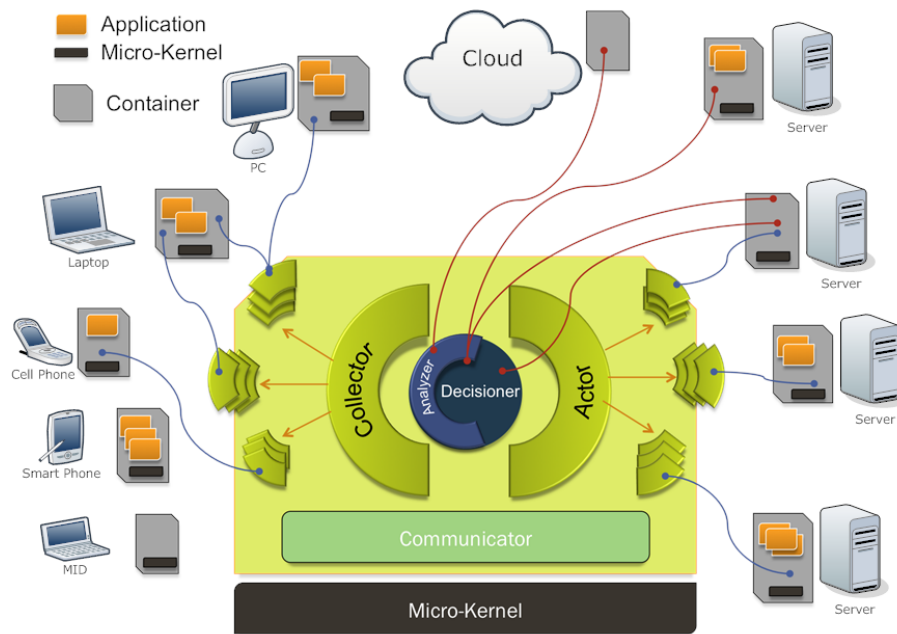 Application
Micro-Kernel
Container
Cloud
PC
Server
Laptop
Server
Cell Phone
Collector
Analyzer
Decisioner
Actor
Server
Smart Phone
MID
Communicator
Server
Micro-Kernel